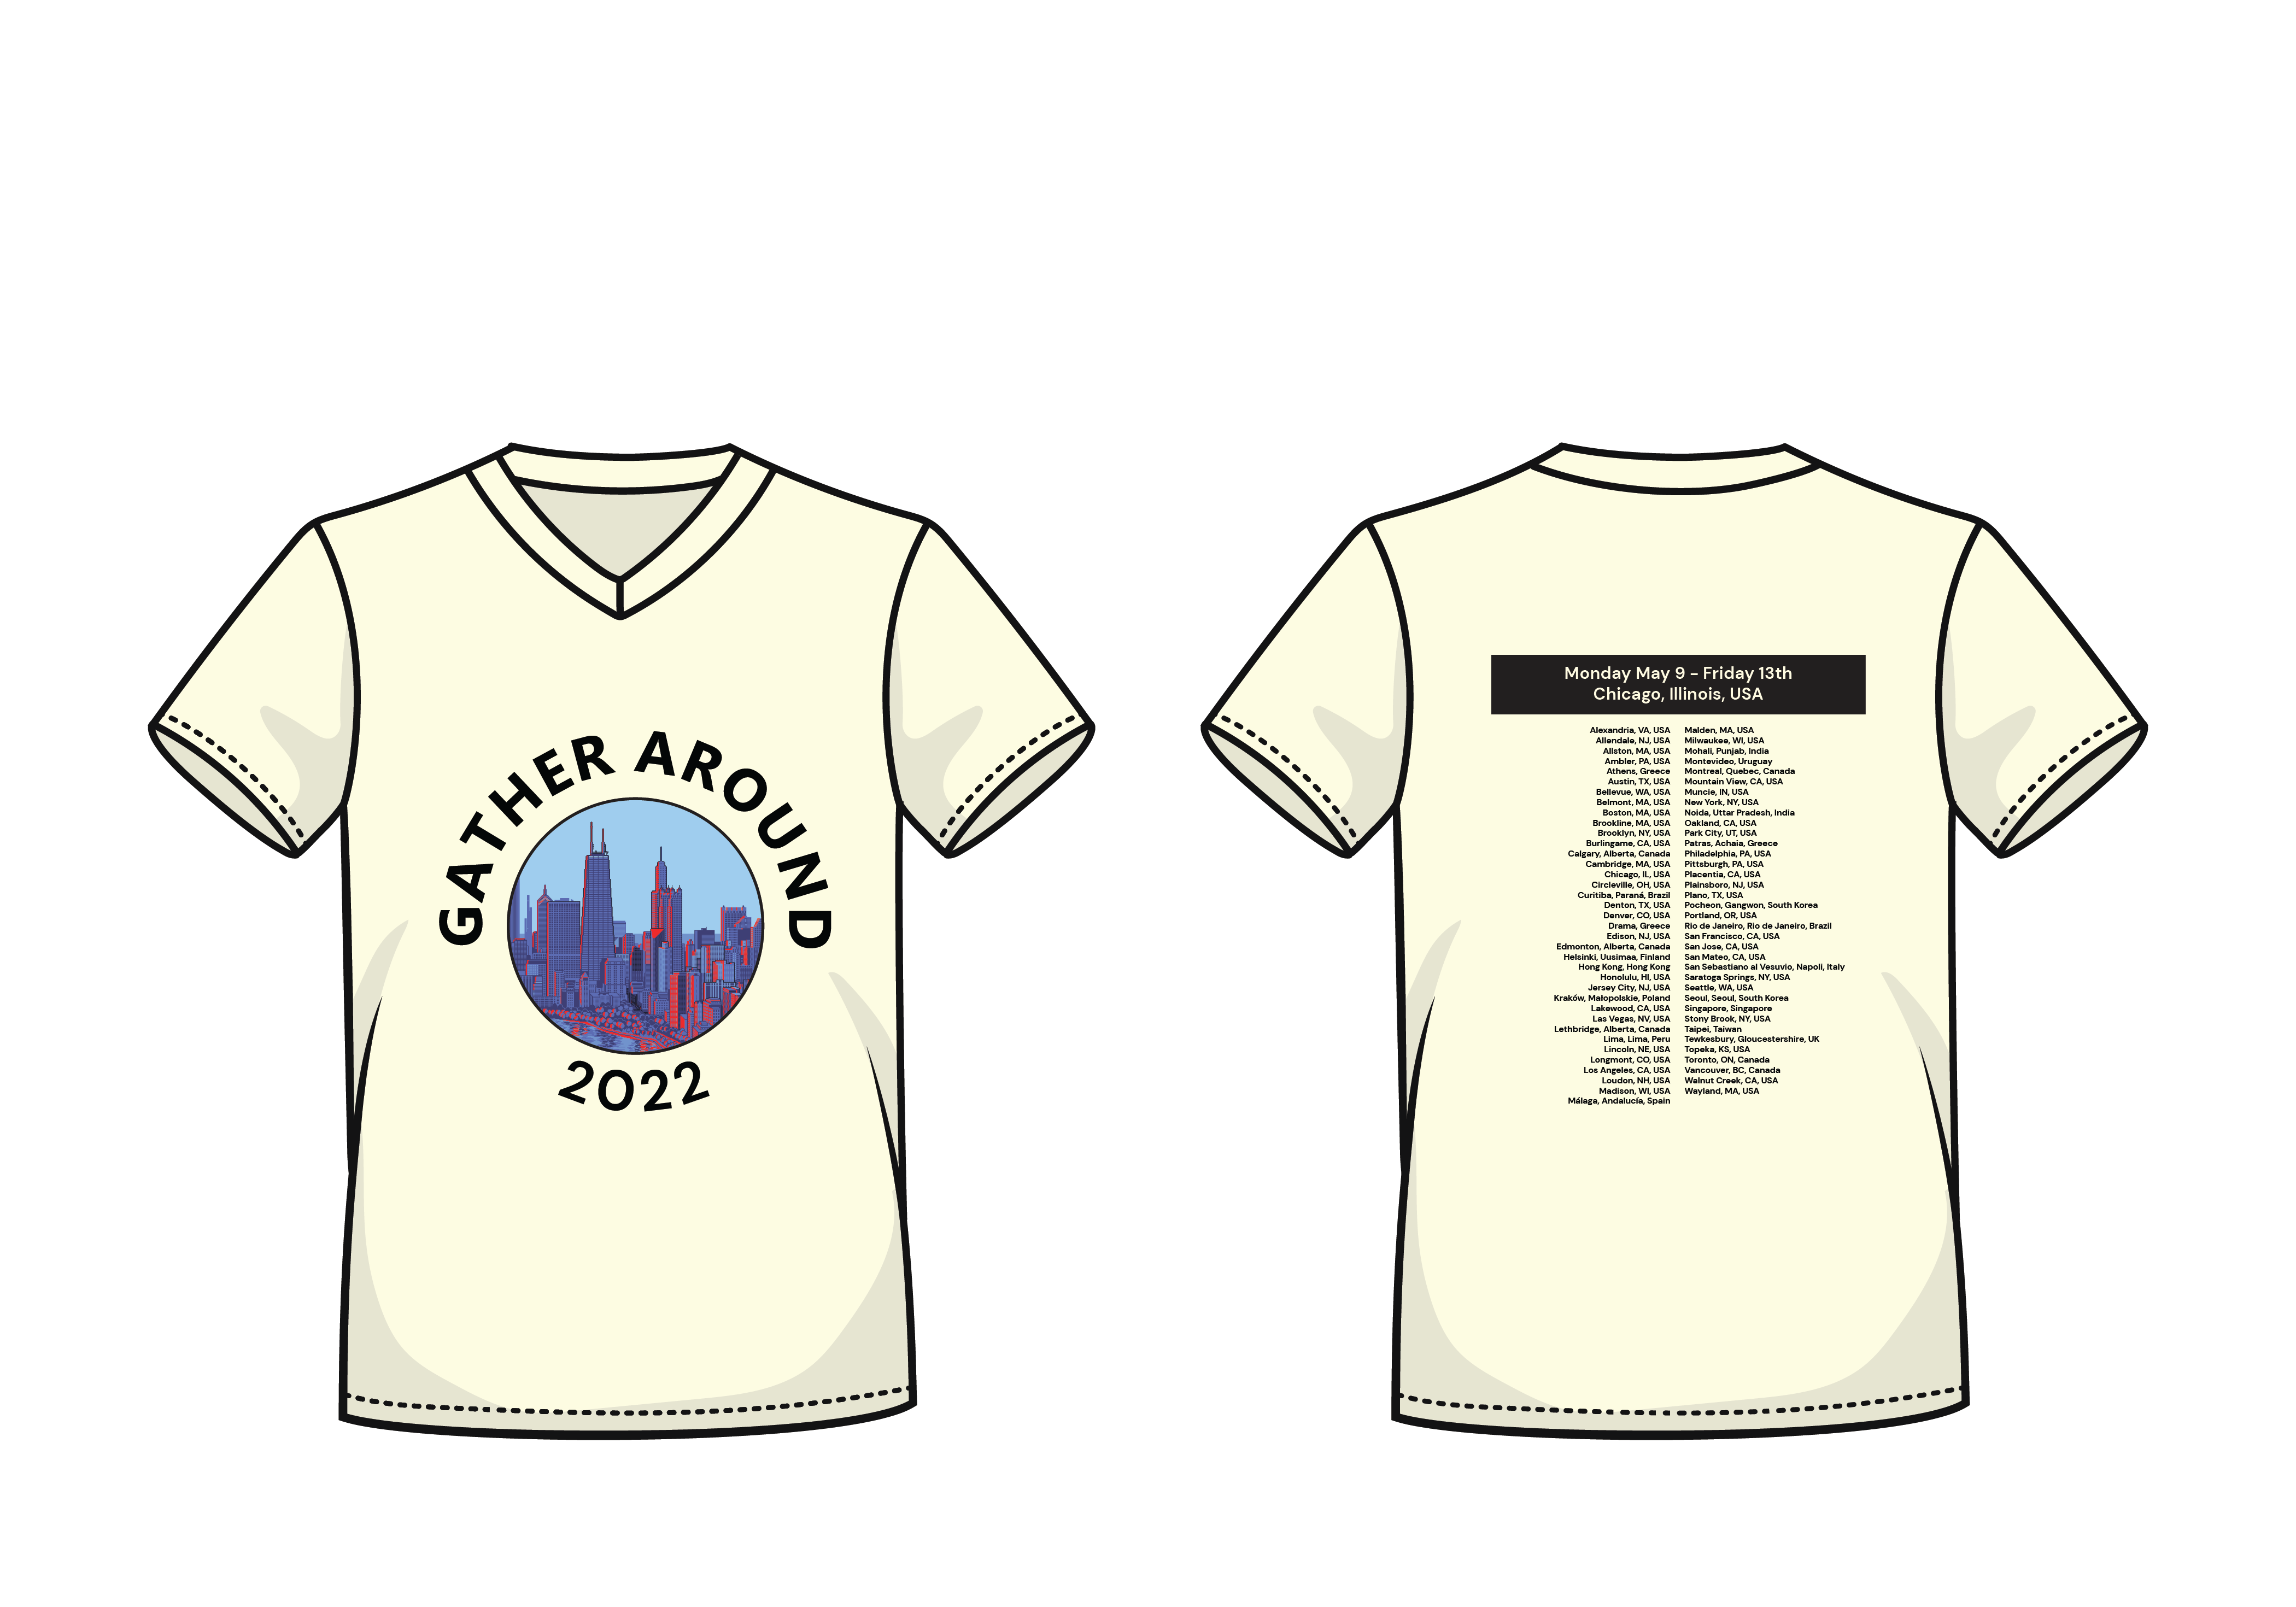 GATHER AROUND
2022
Monday May 9 - Friday 13th
Chicago, Illinois, USA
Alexandria, VA, USA
Allendale, NJ, USA
Allston, MA, USA
Ambler, PA, USA
Athens, Greece
Austin, TX, USA
Bellevue, WA, USA
Belmont, MA, USA
Boston, MA, USA
Brookline, MA, USA
Brooklyn, NY, USA
Burlingame, CA, USA
Calgary, Alberta, Canada
Cambridge, MA, USA
Chicago, IL, USA
Circleville, OH, USA
Curitiba, Paraná, Brazil
Denton, TX, USA
Denver, CO, USA
Drama, Greece
Edison, NJ, USA
Edmonton, Alberta, Canada
Helsinki, Uusimaa, Finland
Hong Kong, Hong Kong
Honolulu, HI, USA
Jersey City, NJ, USA
Kraków, Małopolskie, Poland
Lakewood, CA, USA
Las Vegas, NV, USA
Lethbridge, Alberta, Canada
Lima, Lima, Peru
Lincoln, NE, USA
Longmont, CO, USA
Los Angeles, CA, USA
Loudon, NH, USA
Madison, WI, USA
Málaga, Andalucía, Spain
Malden, MA, USA
Milwaukee, WI, USA
Mohali, Punjab, India
Montevideo, Uruguay
Montreal, Quebec, Canada
Mountain View, CA, USA
Muncie, IN, USA
New York, NY, USA
Noida, Uttar Pradesh, India
Oakland, CA, USA
Park City, UT, USA
Patras, Achaia, Greece
Philadelphia, PA, USA
Pittsburgh, PA, USA
Placentia, CA, USA
Plainsboro, NJ, USA
Plano, TX, USA
Pocheon, Gangwon, South Korea
Portland, OR, USA
Rio de Janeiro, Rio de Janeiro, Brazil
San Francisco, CA, USA
San Jose, CA, USA
San Mateo, CA, USA
San Sebastiano al Vesuvio, Napoli, Italy
Saratoga Springs, NY, USA
Seattle, WA, USA
Seoul, Seoul, South Korea
Singapore, Singapore
Stony Brook, NY, USA
Taipei, Taiwan
Tewkesbury, Gloucestershire, UK
Topeka, KS, USA
Toronto, ON, Canada
Vancouver, BC, Canada
Walnut Creek, CA, USA
Wayland, MA, USA